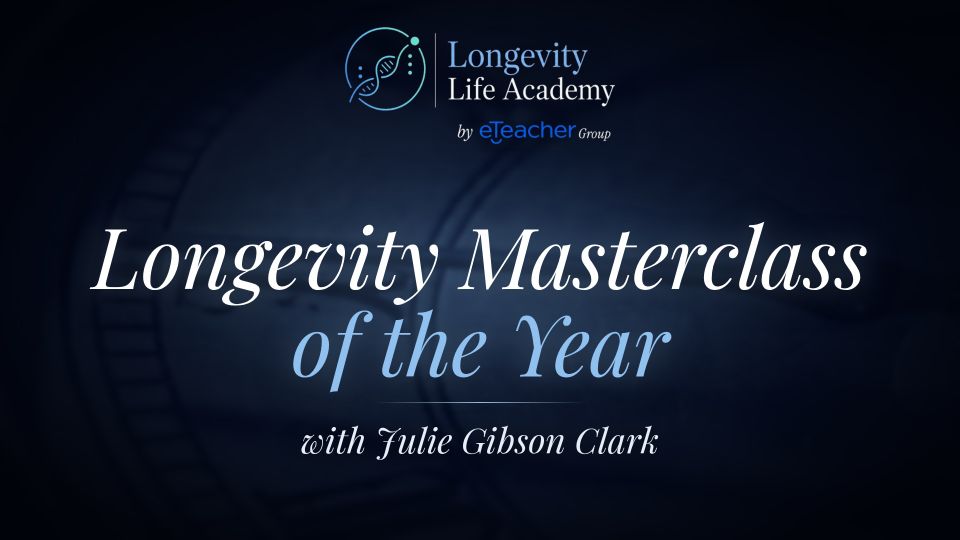 Longevity
Life Academy
by eTeacher Group
Longevity Masterclass
of the Year
with Julie Gibson Clark